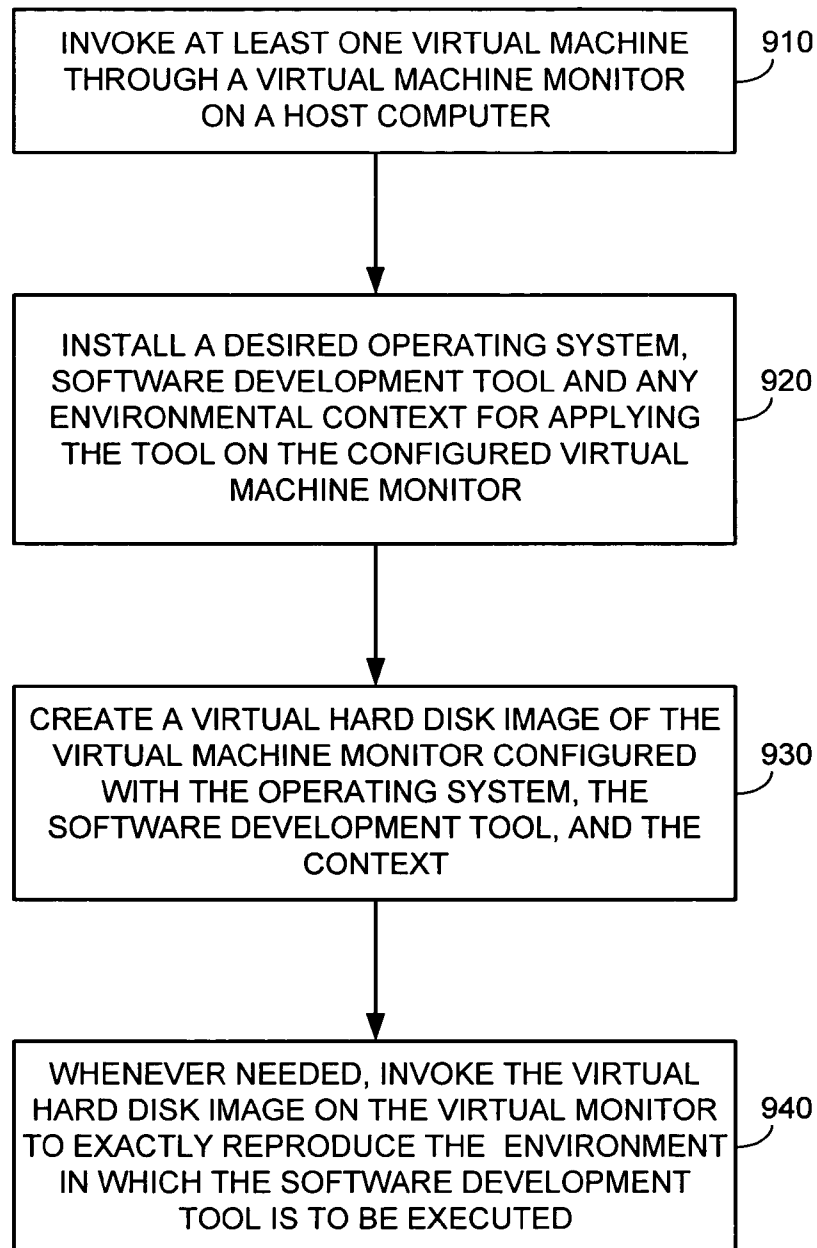 INVOKE AT LEAST ONE VIRTUAL MACHINE
THROUGH A VIRTUAL MACHINE MONITOR
ON A HOST COMPUTER
910
INSTALL A DESIRED OPERATING SYSTEM,
SOFTWARE DEVELOPMENT TOOL AND ANY
ENVIRONMENTAL CONTEXT FOR APPLYING
THE TOOL ON THE CONFIGURED VIRTUAL
MACHINE MONITOR
920
CREATE A VIRTUAL HARD DISK IMAGE OF THE
VIRTUAL MACHINE MONITOR CONFIGURED
WITH THE OPERATING SYSTEM, THE
SOFTWARE DEVELOPMENT TOOL, AND THE
CONTEXT
930
WHENEVER NEEDED, INVOKE THE VIRTUAL
HARD DISK IMAGE ON THE VIRTUAL MONITOR
TO EXACTLY REPRODUCE THE ENVIRONMENT
IN WHICH THE SOFTWARE DEVELOPMENT
TOOL IS TO BE EXECUTED
940